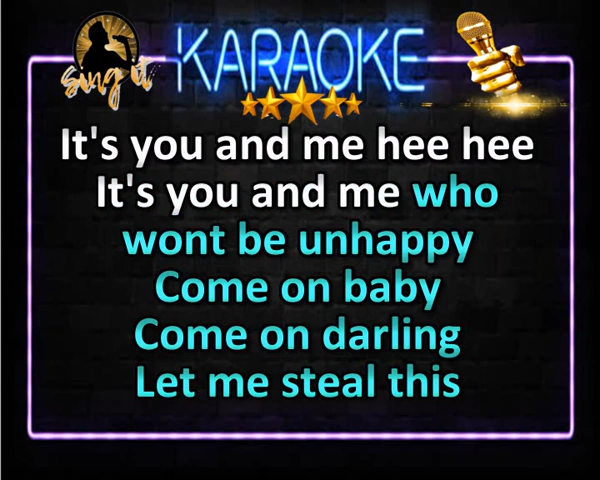 Sing it
KARAOKE
It's you and me hee hee
It's you and me who
wont be unhappy
Come on baby
Come on darling
Let me steal this